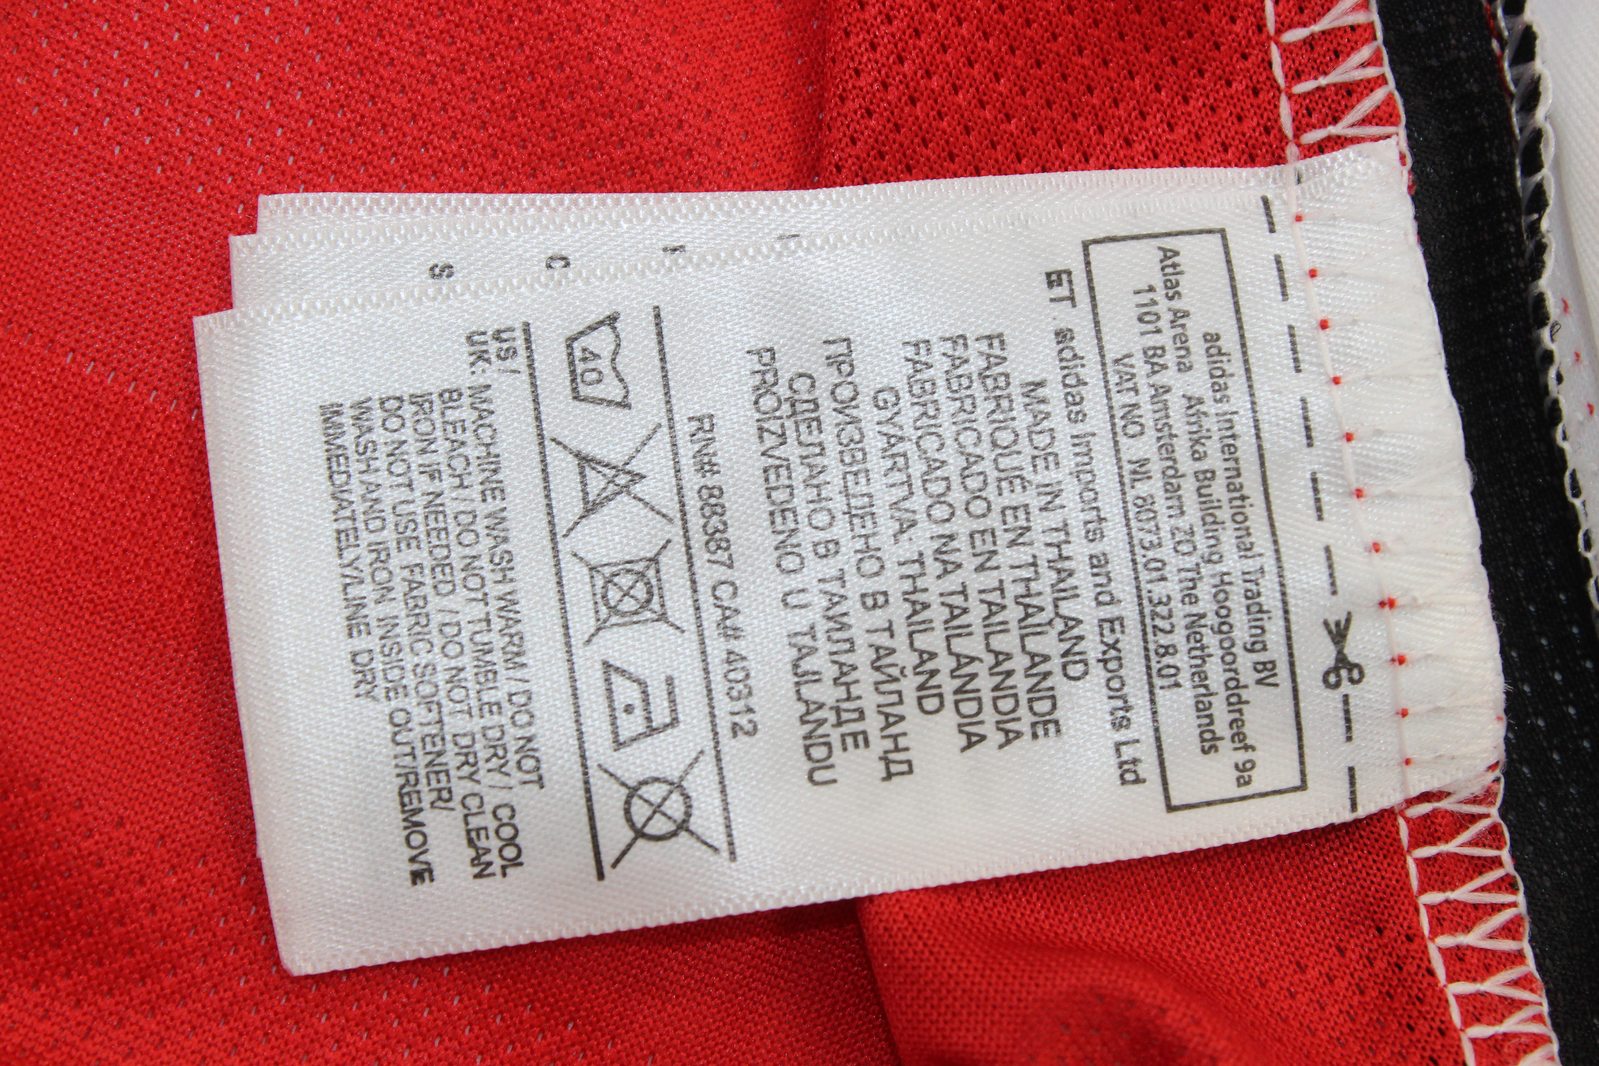 adidas International Trading BV
Atlas Arena Afrika Building Hogoorddreef 9a
1101 BA Amsterdam ZO The Netherlands
VAT NO NL 8073.01.322.8.01
ET. adidas Imports and Exports Ltd
MADE IN THAILAND
FABRIQUÉ EN THAÏLANDE
FABRICADO EN TAILANDIA
FABRICADO NA TAILÂNDIA
GYÁRTVA: THAILAND
ПРОИЗВЕДЕНО В ТАЙЛАНД
СДЕЛАНО В ТАИЛАНДЕ
PROIZVEDENO U TAJLANDU
RN# 88387 CA# 40312
40
US /
UK: MACHINE WASH WARM / DO NOT
BLEACH / DO NOT TUMBLE DRY / COOL
IRON IF NEEDED / DO NOT DRY CLEAN
DO NOT USE FABRIC SOFTENER/
WASH AND IRON INSIDE OUT/REMOVE
IMMEDIATELY/LINE DRY
C
S